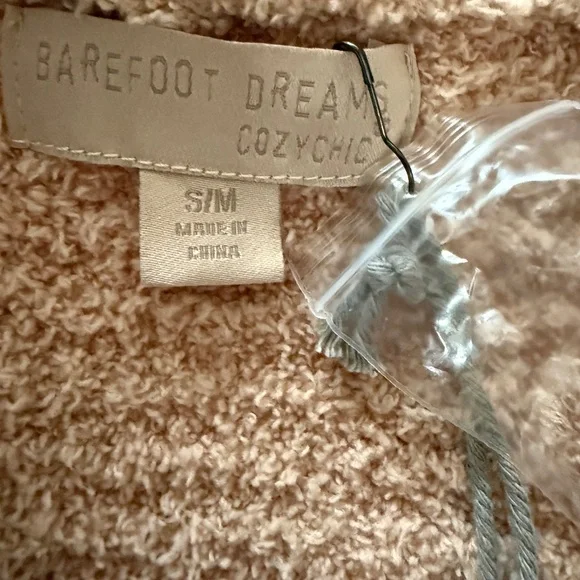 BAREFOOT DREAMS
COZYCHIC
S/M
MADE IN
CHINA